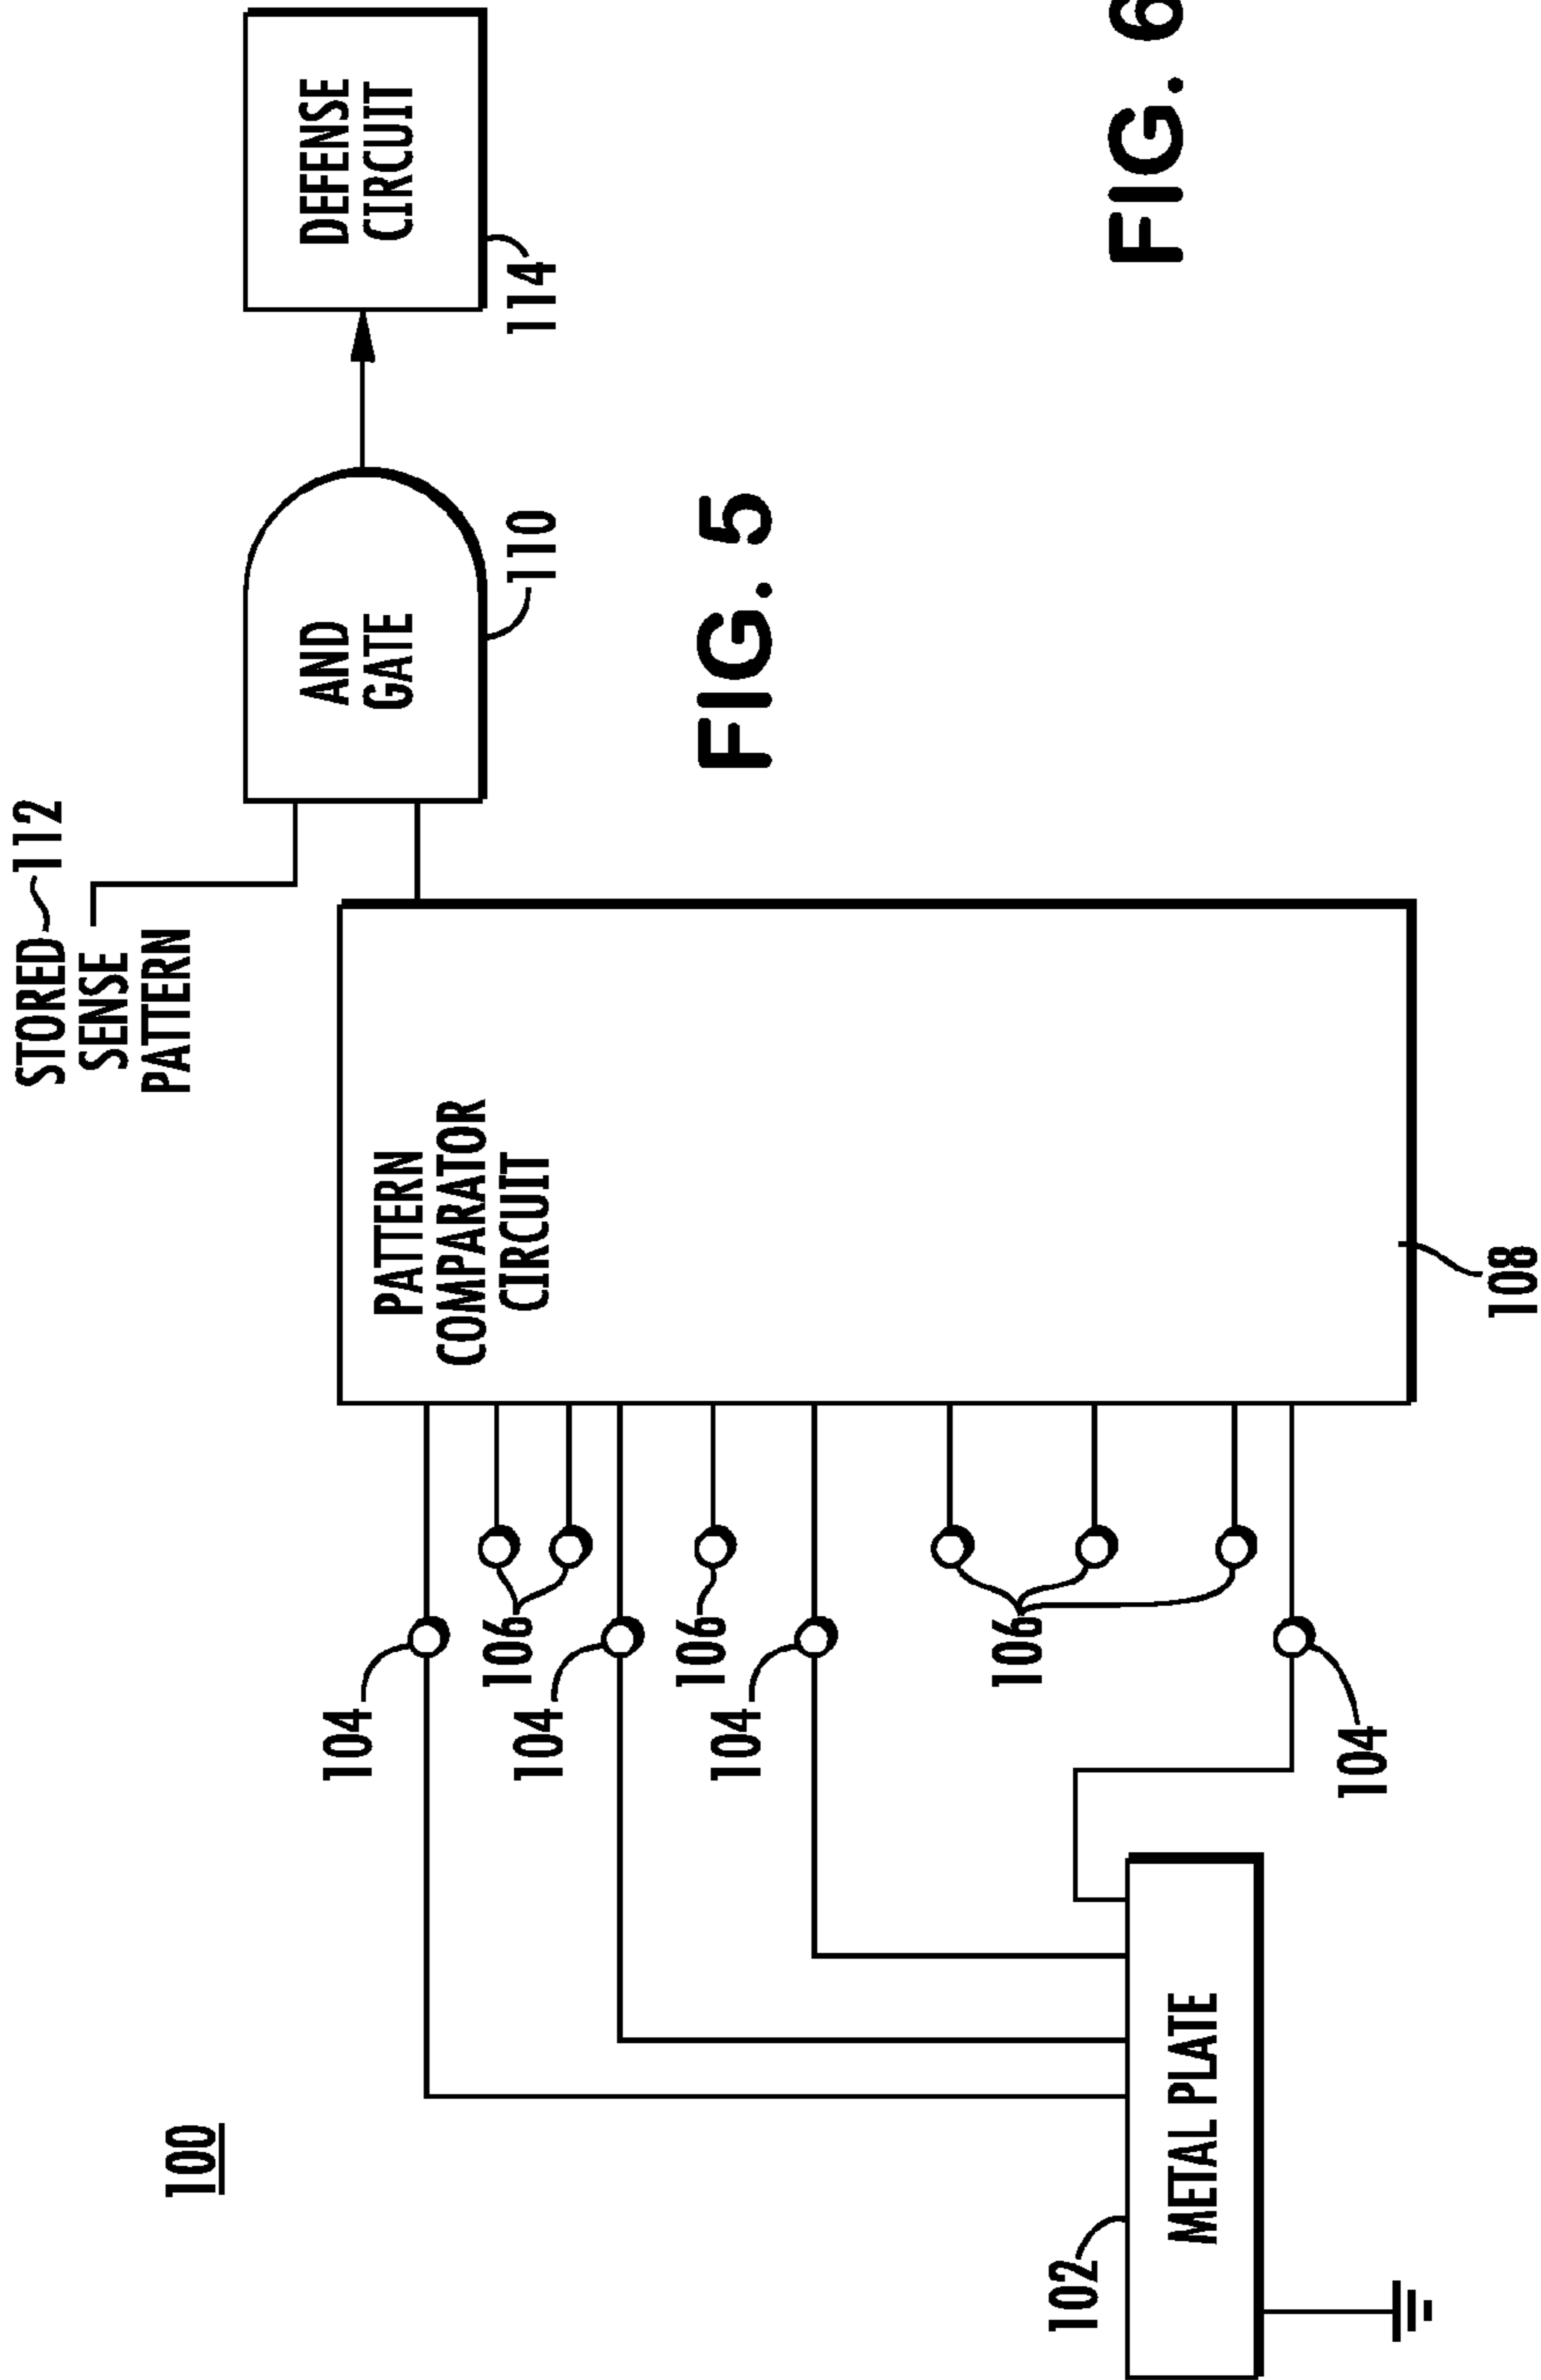 100
STORED 112
SENSE
PATTERN
DEFENSE
CIRCUIT
114
AND
GATE
110
PATTERN
COMPARATOR
CIRCUIT
108
104
106
104
106
104
106
104
102
METAL PLATE
FIG. 5
FIG. 6